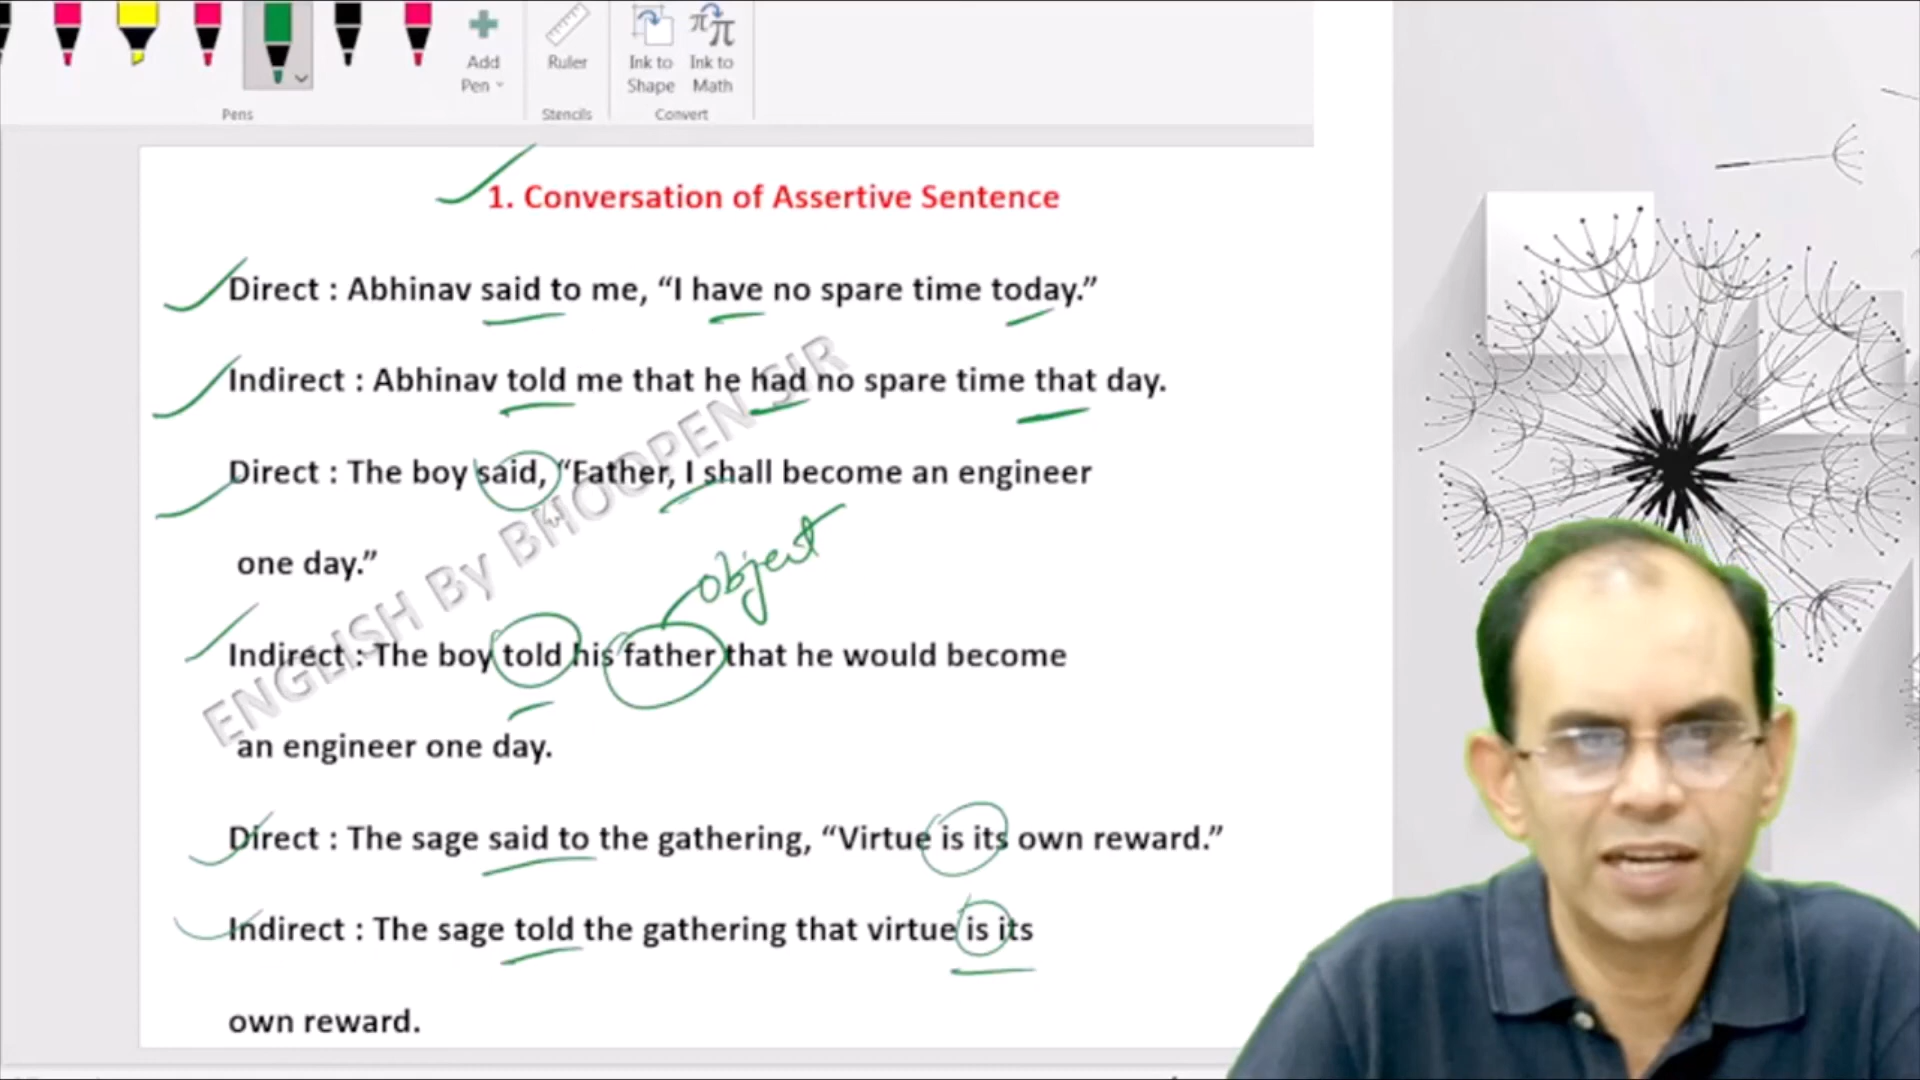 Add
Pen
Ruler
Ink to
Shape
Ink to
Math
Pens
Stencils
Convert
1. Conversation of Assertive Sentence
Direct : Abhinav said to me, “I have no spare time today.”
Indirect : Abhinav told me that he had no spare time that day.
Direct : The boy said, “Father, I shall become an engineer
one day.”
object
Indirect : The boy told his father that he would become
an engineer one day.
Direct : The sage said to the gathering, “Virtue is its own reward.”
Indirect : The sage told the gathering that virtue is its
own reward.
ENGLISH By BHOOPEN SIR